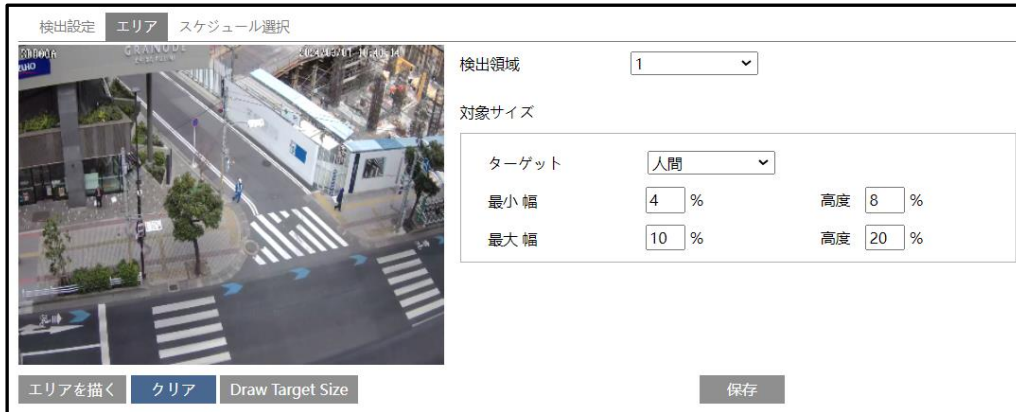 検出設定 エリア スケジュール選択
GRANODE
検出領域 1
対象サイズ
ターゲット 人間
最小 幅 4 % 高度 8 %
最大 幅 10 % 高度 20 %
エリアを描く クリア Draw Target Size 保存